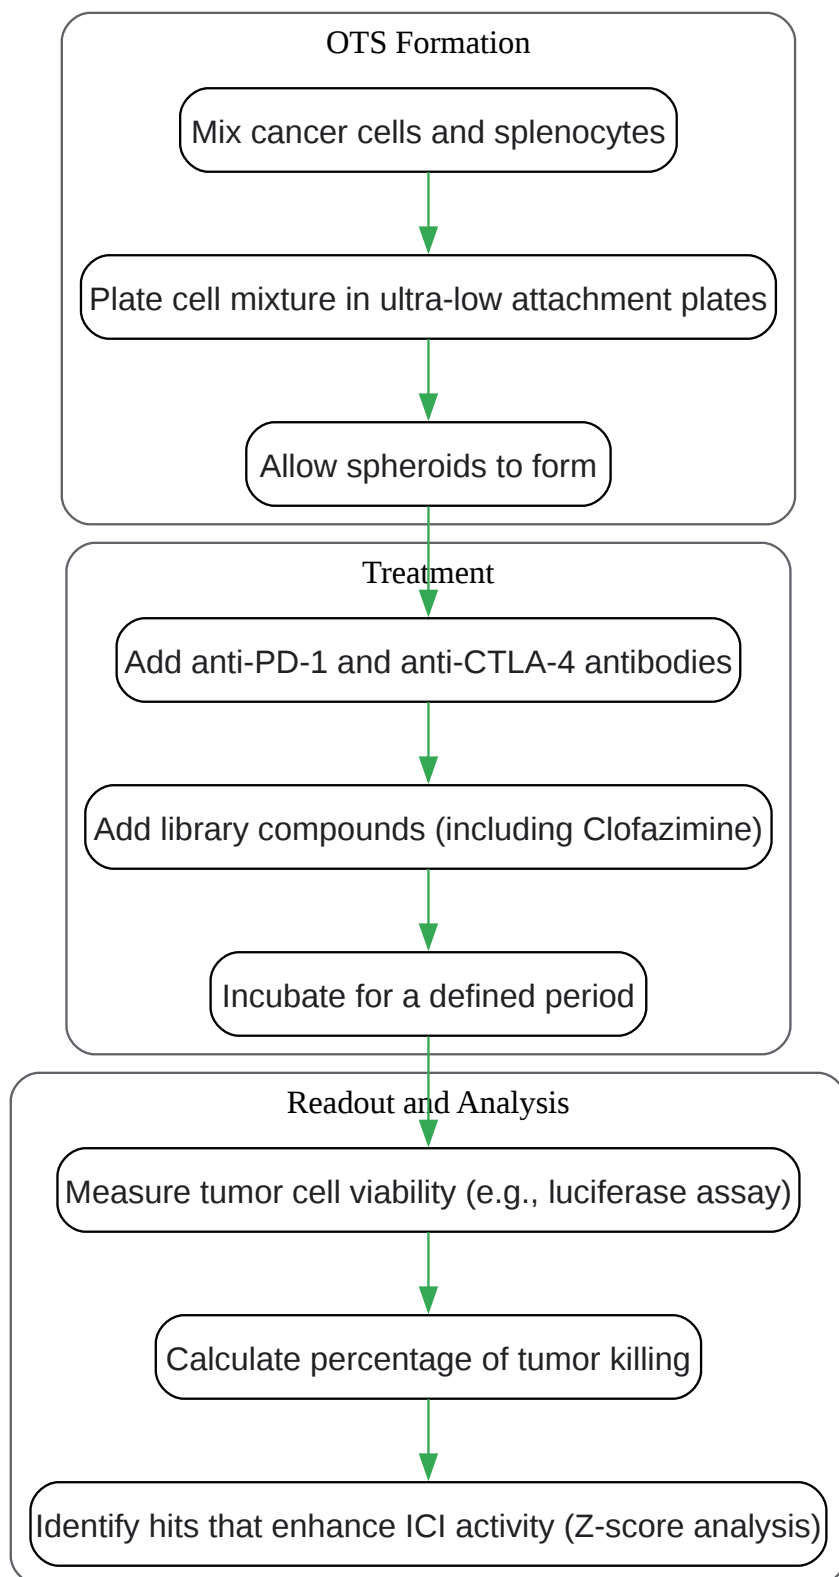 OTS Formation
Mix cancer cells and splenocytes
Plate cell mixture in ultra-low attachment plates
Allow spheroids to form
Treatment
Add anti-PD-1 and anti-CTLA-4 antibodies
Add library compounds (including Clofazimine)
Incubate for a defined period
Readout and Analysis
Measure tumor cell viability (e.g., luciferase assay)
Calculate percentage of tumor killing
Identify hits that enhance ICI activity (Z-score analysis)